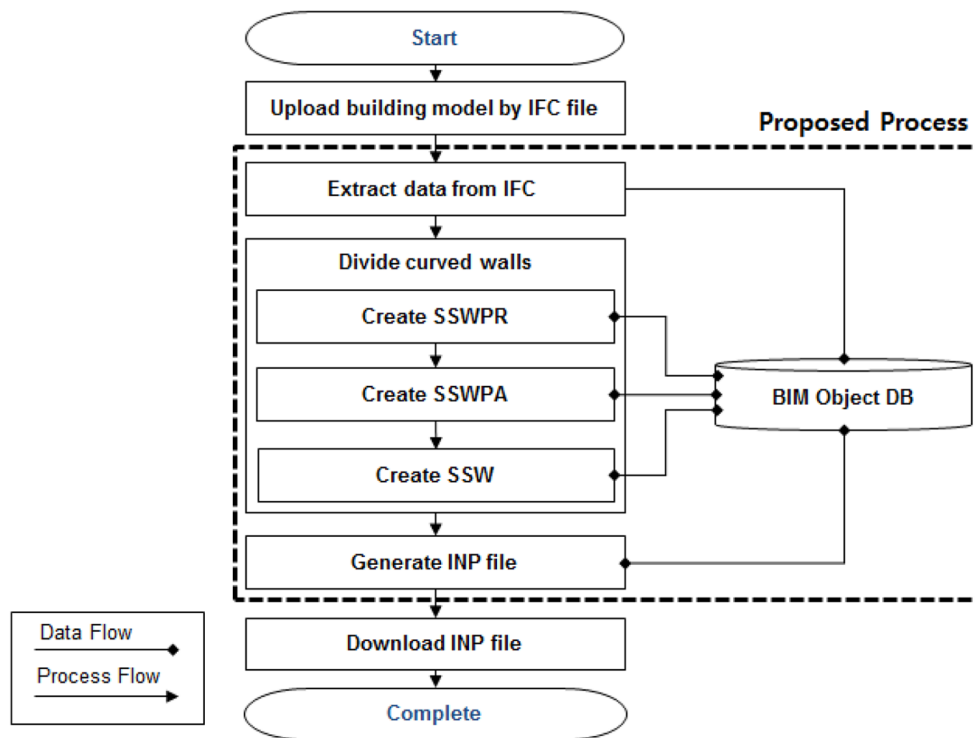 Start
Upload building model by IFC file
Proposed Process
Extract data from IFC
Divide curved walls
Create SSWPR
Create SSWPA
BIM Object DB
Create SSW
Generate INP file
Data Flow
Process Flow
Download INP file
Complete